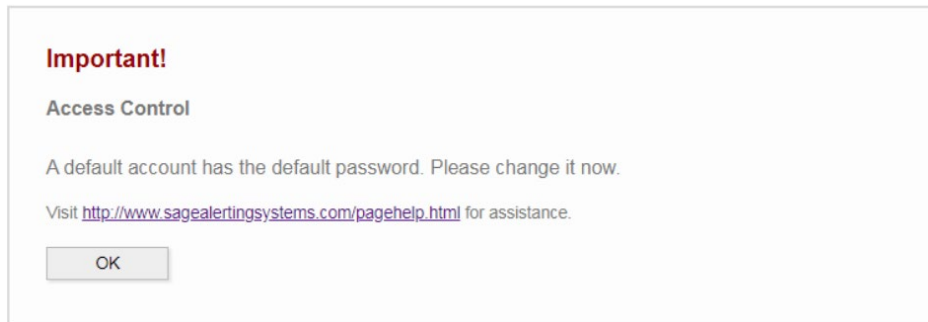 Important!
Access Control
A default account has the default password. Please change it now.
Visit http://www.sagealertingsystems.com/pagehelp.html for assistance.
OK